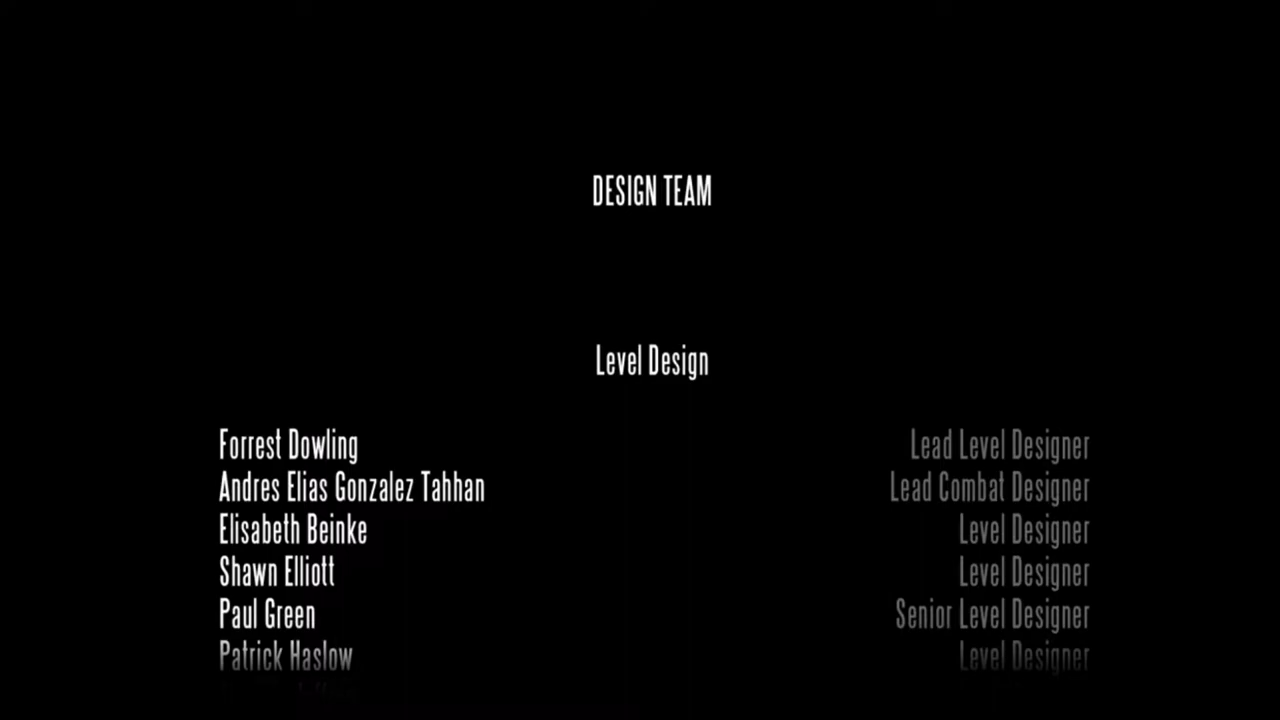 DESIGN TEAM
Level Design
Forrest Dowling Lead Level Designer
Andres Elias Gonzalez Tahhan Lead Combat Designer
Elisabeth Beinke Level Designer
Shawn Elliott Level Designer
Paul Green Senior Level Designer
Patrick Haslow Level Designer